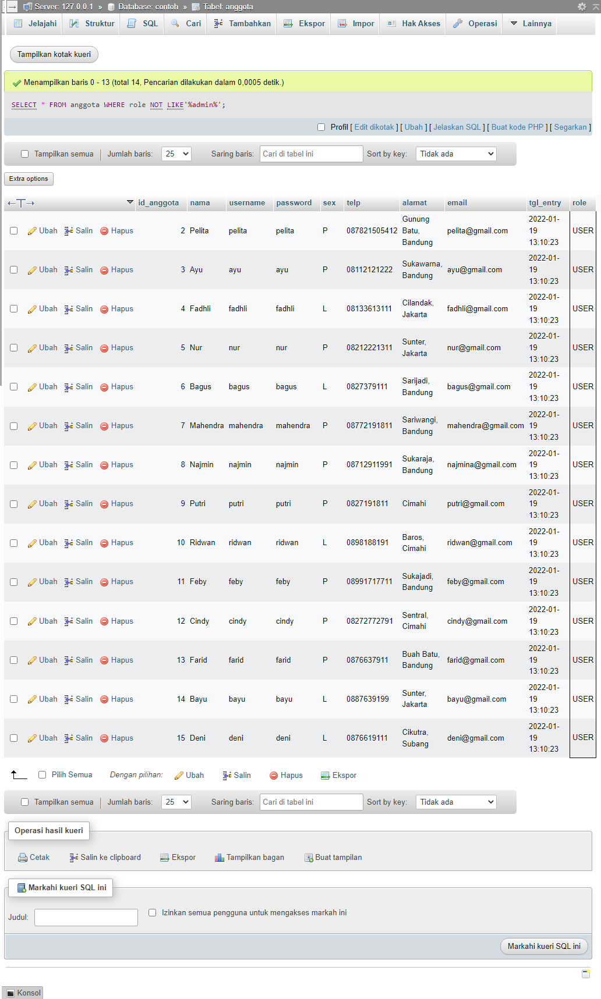 Server: 127.0.0.1 » Database: contoh » Tabel: anggota
Jelajahi Struktur SQL Cari Tambahkan Ekspor Impor Hak Akses Operasi Lainnya
Tampilkan kotak kueri
Menampilkan baris 0 - 13 (total 14, Pencarian dilakukan dalam 0,0005 detik.)
SELECT * FROM anggota WHERE role NOT LIKE'%admin%';
Profil [ Edit dikotak ] [ Ubah ] [ Jelaskan SQL ] [ Buat kode PHP ] [ Segarkan ]
Tampilkan semua Jumlah baris: 25 Saring baris: Cari di tabel ini Sort by key: Tidak ada
Extra options
←T→ id_anggota nama username password sex telp alamat email tgl_entry role
Ubah Salin Hapus 2 Pelita pelita pelita P 087821505412 Gunung Batu, Bandung pelita@gmail.com 2022-01-19 13:10:23 USER
Ubah Salin Hapus 3 Ayu ayu ayu P 08112121222 Sukawarna, Bandung ayu@gmail.com 2022-01-19 13:10:23 USER
Ubah Salin Hapus 4 Fadhli fadhli fadhli L 08133613111 Cilandak, Jakarta fadhli@gmail.com 2022-01-19 13:10:23 USER
Ubah Salin Hapus 5 Nur nur nur P 08212221311 Sunter, Jakarta nur@gmail.com 2022-01-19 13:10:23 USER
Ubah Salin Hapus 6 Bagus bagus bagus L 0827379111 Sarijadi, Bandung bagus@gmail.com 2022-01-19 13:10:23 USER
Ubah Salin Hapus 7 Mahendra mahendra mahendra P 08772191811 Sariwangi, Bandung mahendra@gmail.com 2022-01-19 13:10:23 USER
Ubah Salin Hapus 8 Najmin najmin najmin P 08712911991 Sukaraja, Bandung najmina@gmail.com 2022-01-19 13:10:23 USER
Ubah Salin Hapus 9 Putri putri putri P 0827191811 Cimahi putri@gmail.com 2022-01-19 13:10:23 USER
Ubah Salin Hapus 10 Ridwan ridwan ridwan L 0898188191 Baros, Cimahi ridwan@gmail.com 2022-01-19 13:10:23 USER
Ubah Salin Hapus 11 Feby feby feby P 08991717711 Sukajadi, Bandung feby@gmail.com 2022-01-19 13:10:23 USER
Ubah Salin Hapus 12 Cindy cindy cindy P 08272772791 Sentral, Cimahi cindy@gmail.com 2022-01-19 13:10:23 USER
Ubah Salin Hapus 13 Farid farid farid P 0876637911 Buah Batu, Bandung farid@gmail.com 2022-01-19 13:10:23 USER
Ubah Salin Hapus 14 Bayu bayu bayu L 0887639199 Sunter, Jakarta bayu@gmail.com 2022-01-19 13:10:23 USER
Ubah Salin Hapus 15 Deni deni deni L 0876619111 Cikutra, Subang deni@gmail.com 2022-01-19 13:10:23 USER
Pilih Semua Dengan pilihan: Ubah Salin Hapus Ekspor
Tampilkan semua Jumlah baris: 25 Saring baris: Cari di tabel ini Sort by key: Tidak ada
Operasi hasil kueri
Cetak Salin ke clipboard Ekspor Tampilkan bagan Buat tampilan
Markahi kueri SQL ini
Judul: Izinkan semua pengguna untuk mengakses markah ini
Markahi kueri SQL ini
Konsol